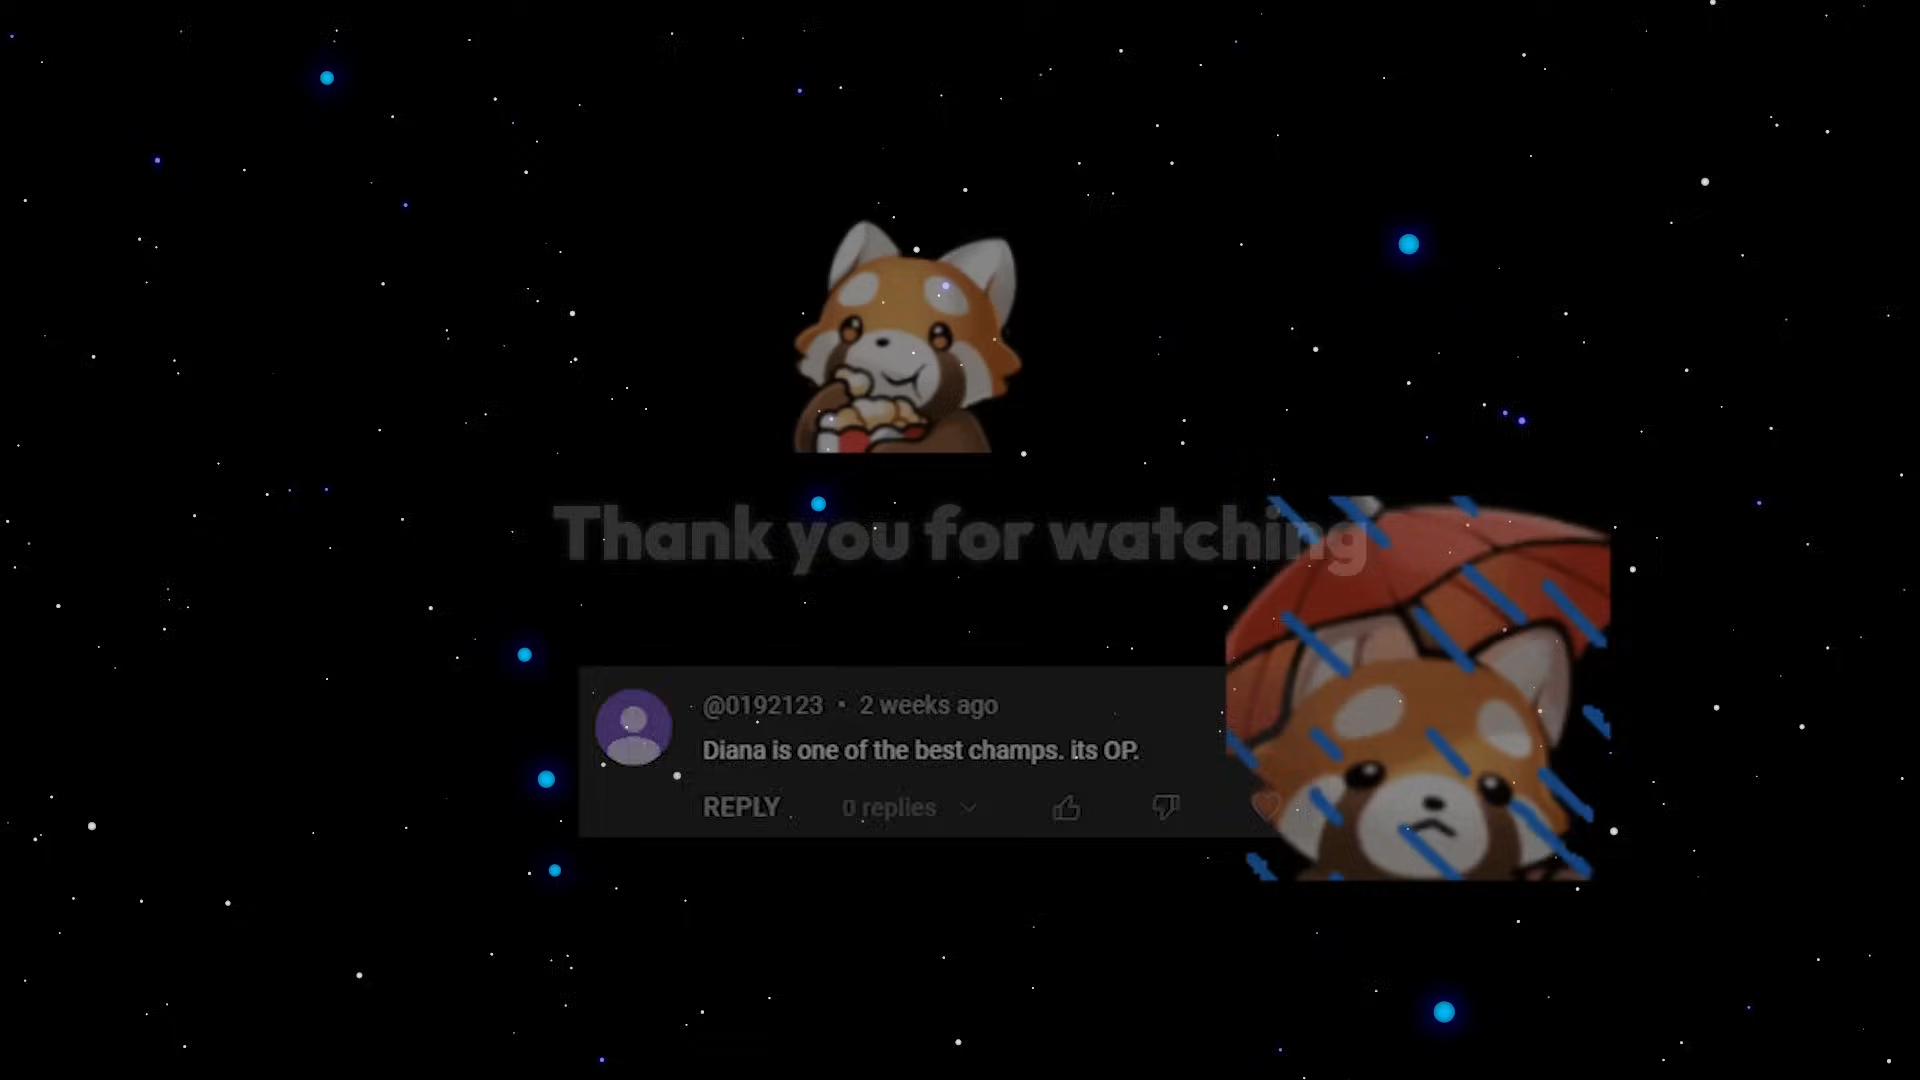 Thank you for watching
@0192123 • 2 weeks ago
Diana is one of the best champs. its OP.
REPLY 0 replies